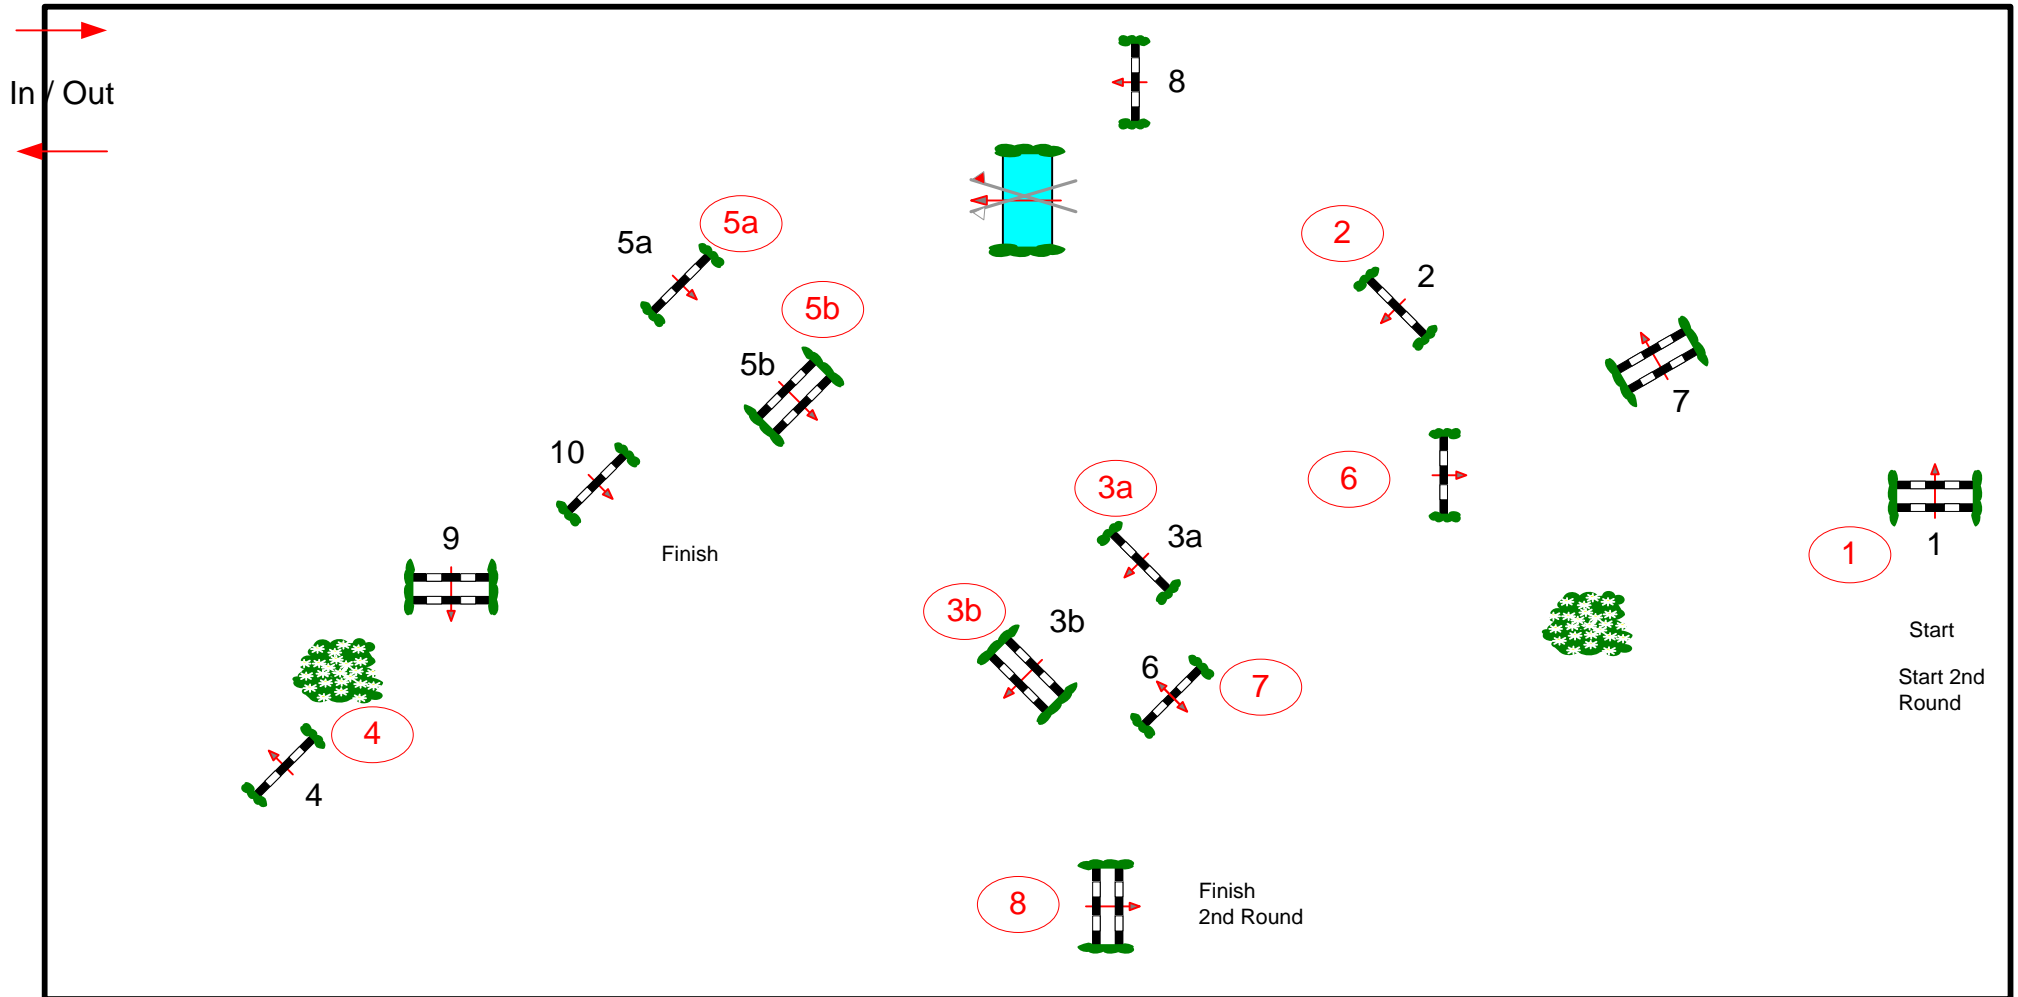 8
In / Out
5a
2
5a
2
5b
5b
7
10
6
3a
3a
9
1
Finish
1
3b
3b
Start
6
7
Start 2nd
Round
4
4
8
Finish
2nd Round